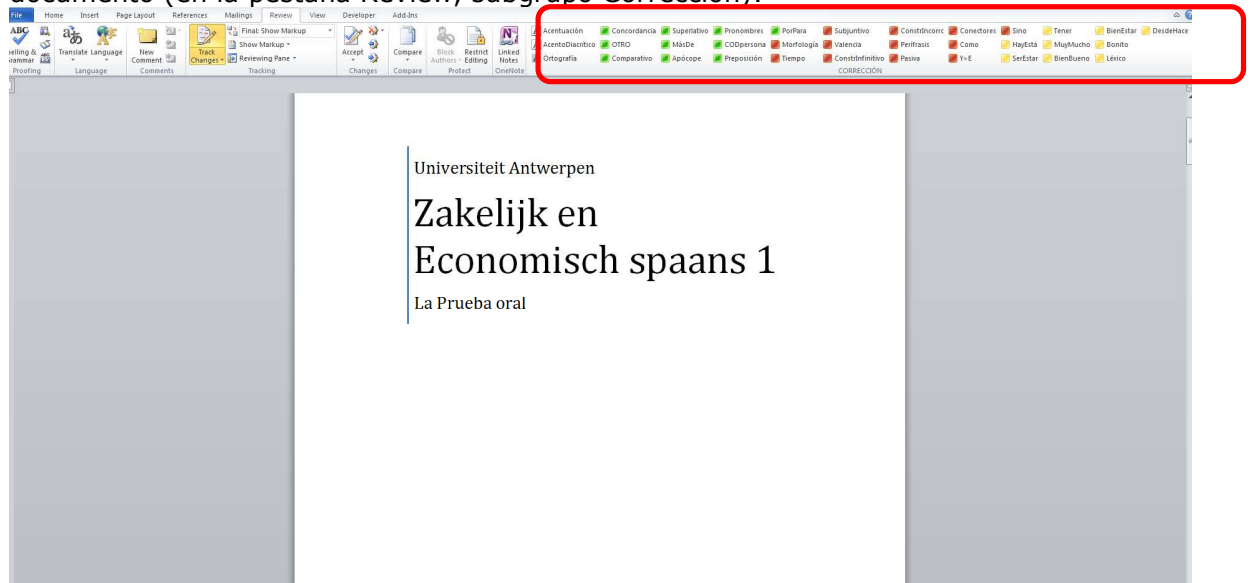 documento (en la pestaña Review, subgrupo Corrección).
File Home Insert Page Layout References Mailings Review View Developer Add-Ins
ABC Final: Show Markup Acentuación Concordancia Superlativo Pronombres PorPara Subjuntivo ConstrIncorrc Conectores Sino Tener BienEstar DesdeHace
Show Markup AcentoDiacrítico OTRO MásDe CODpersona Morfología Valencia Perífrasis Como HayEstá MuyMucho Bonito
Spelling & Grammar Translate Language New Comment Track Changes Reviewing Pane Accept Compare Block Authors Restrict Editing Linked Notes Ortografía Comparativo Apócope Preposición Tiempo ConstrInfinitivo Pasiva Y>E SerEstar BienBueno Léxico
Proofing Language Comments Tracking Changes Compare Protect OneNote CORRECCIÓN
Universiteit Antwerpen
Zakelijk en
Economisch spaans 1
La Prueba oral